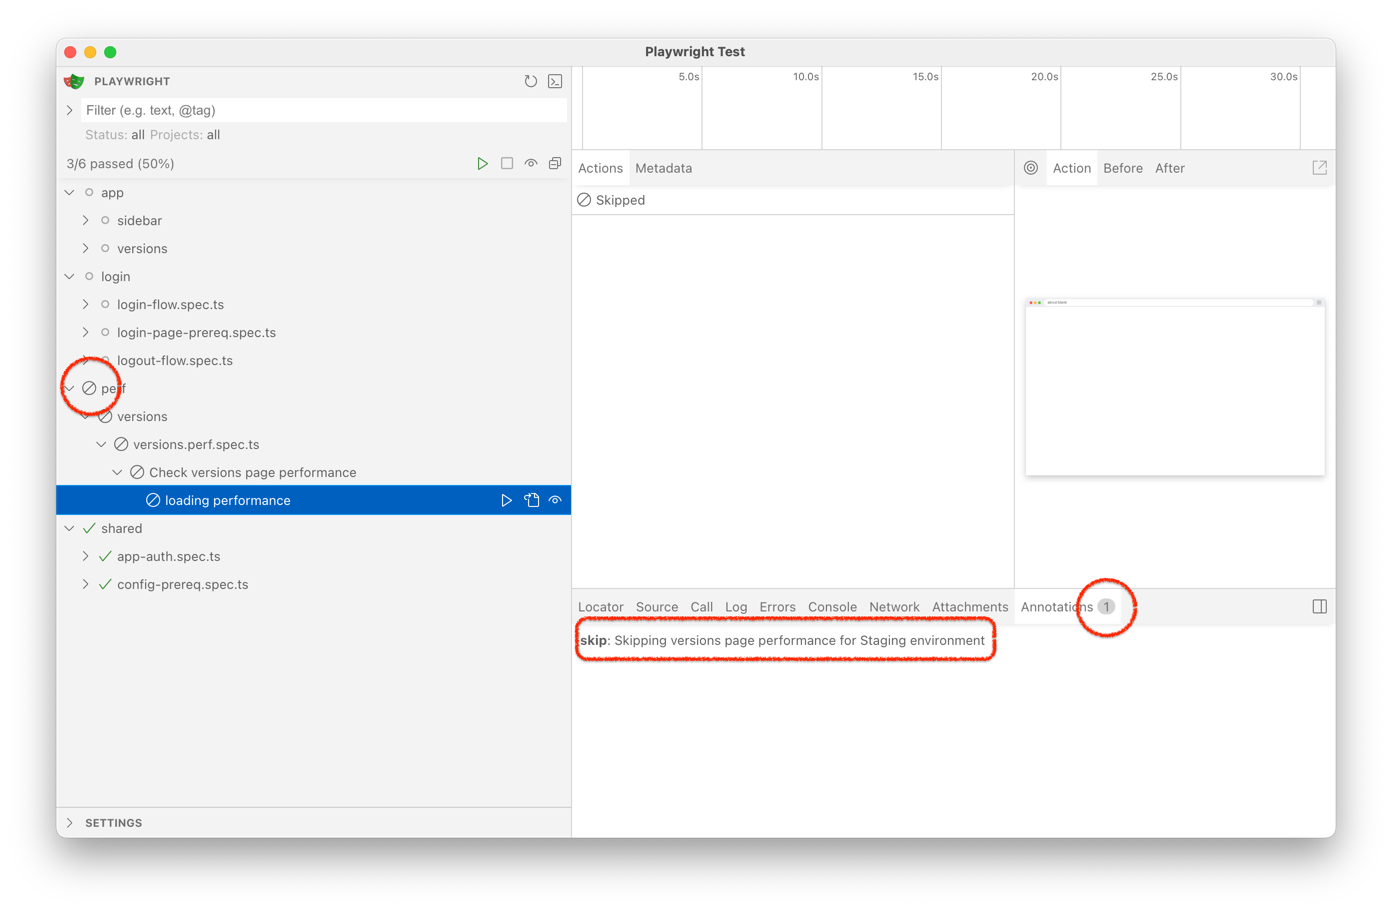 Playwright Test
PLAYWRIGHT
Filter (e.g. text, @tag)
Status: all Projects: all
3/6 passed (50%)
app
sidebar
versions
login
login-flow.spec.ts
login-page-prereq.spec.ts
logout-flow.spec.ts
perf
versions
versions.perf.spec.ts
Check versions page performance
loading performance
shared
app-auth.spec.ts
config-prereq.spec.ts
SETTINGS
5.0s 10.0s 15.0s 20.0s 25.0s 30.0s
Actions Metadata
Skipped
Action Before After
about:blank
Locator Source Call Log Errors Console Network Attachments Annotations 1
skip: Skipping versions page performance for Staging environment